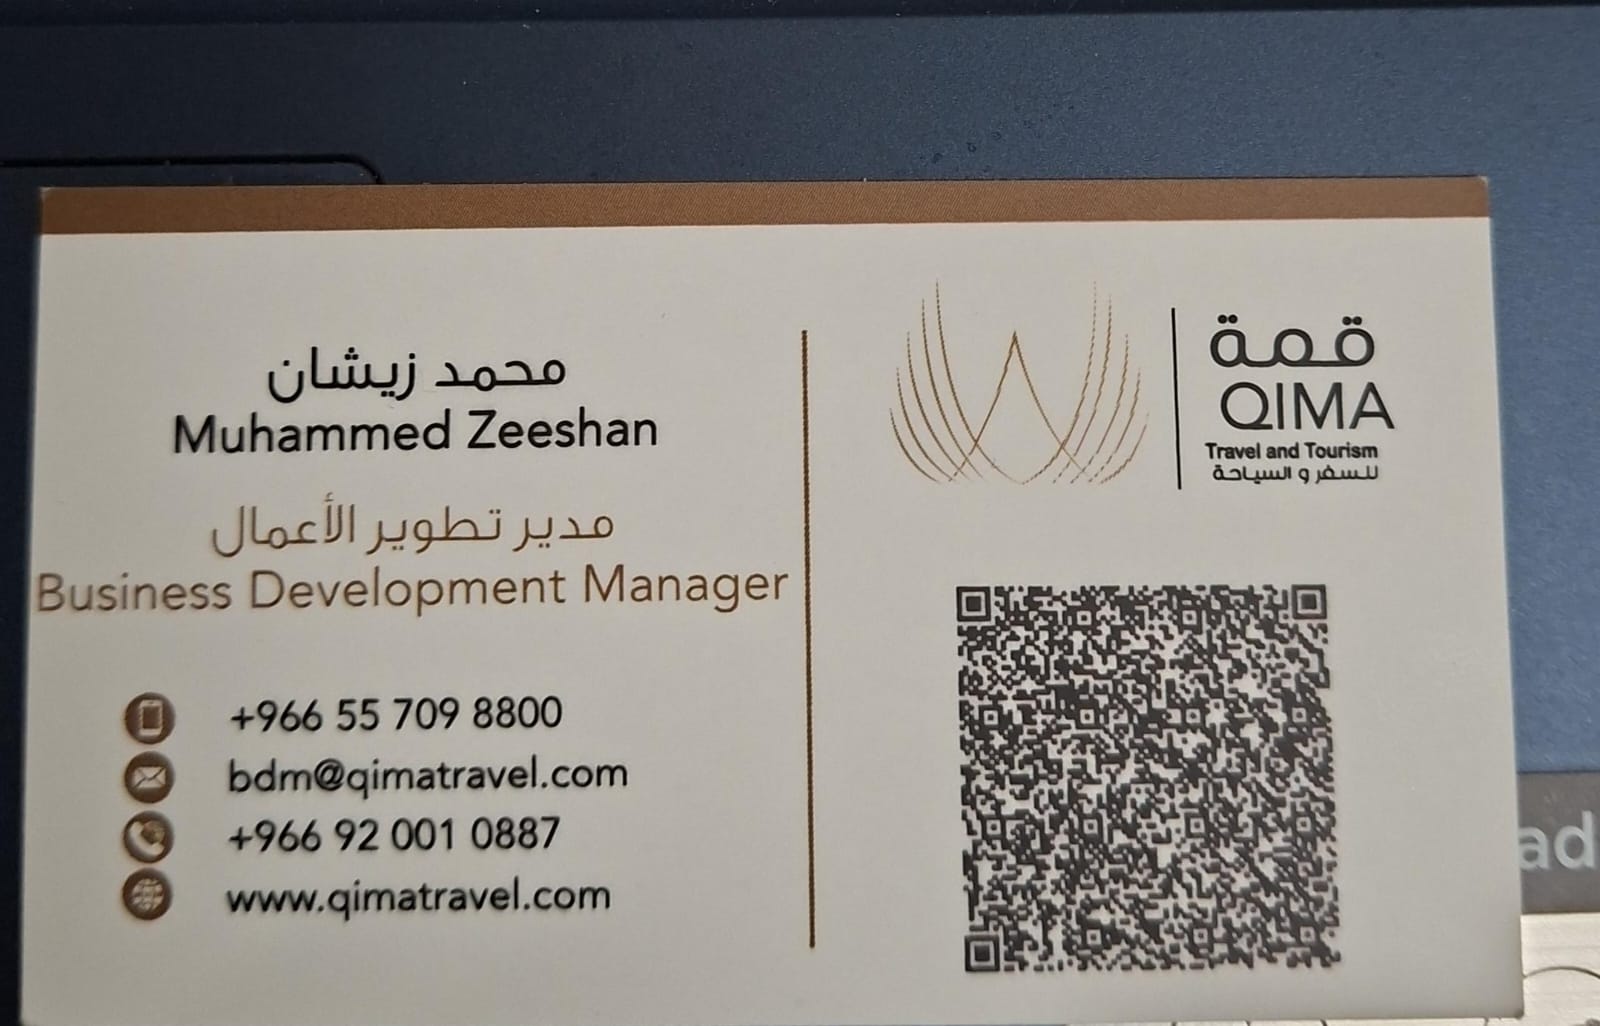 محمد زيشان
Muhammed Zeeshan
مدير تطوير الأعمال
Business Development Manager
+966 55 709 8800
bdm@qimatravel.com
+966 92 001 0887
www.qimatravel.com
قمة
QIMA
Travel and Tourism
للسفر و السياحة
ad